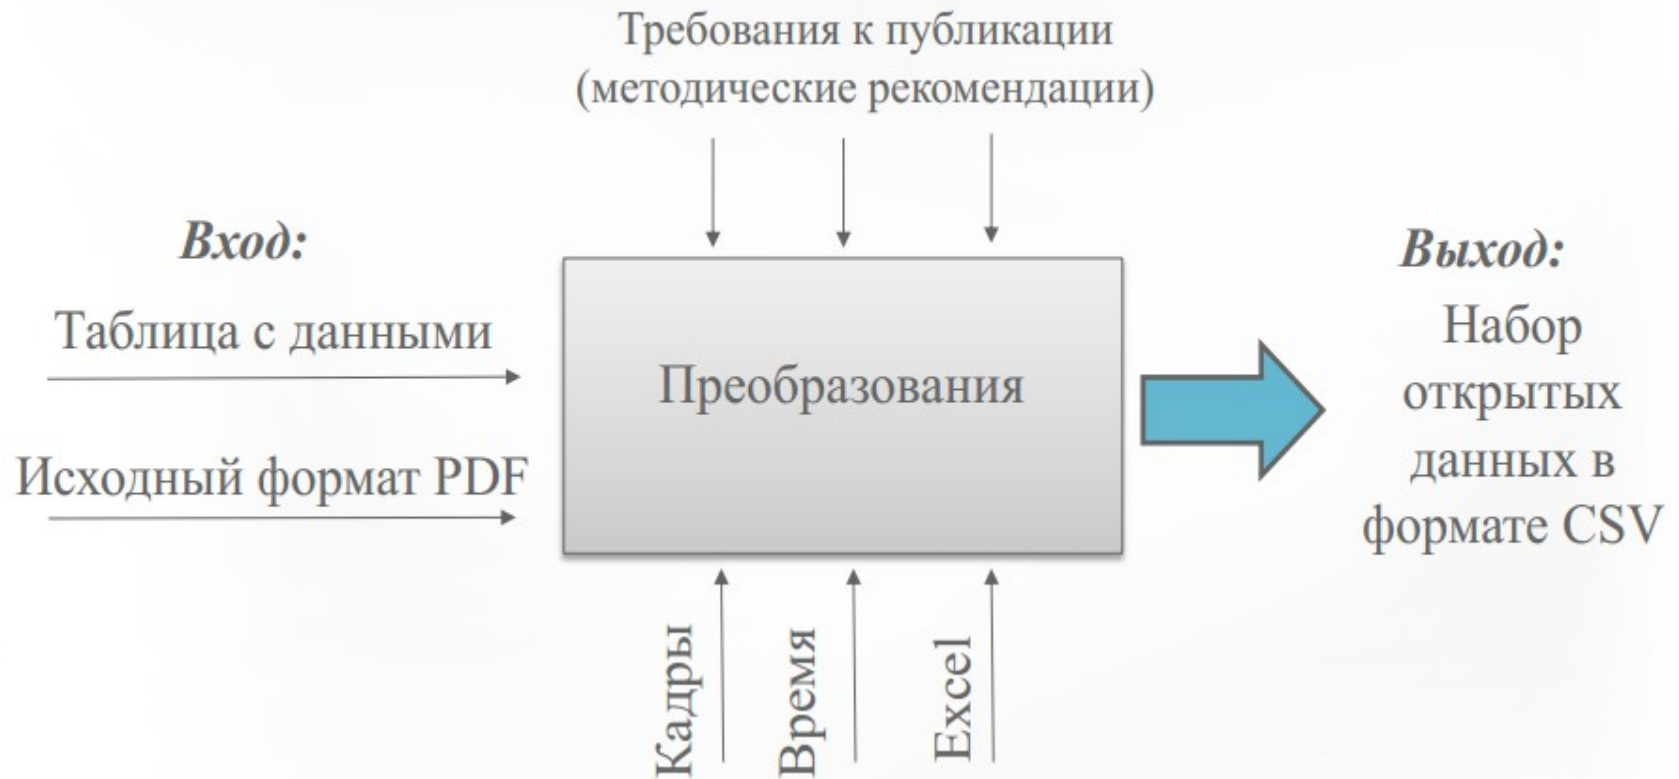 Требования к публикации
(методические рекомендации)
Вход:
Таблица с данными
Исходный формат PDF
Преобразования
Выход:
Набор
открытых
данных в
формате CSV
Кадры
Время
Excel